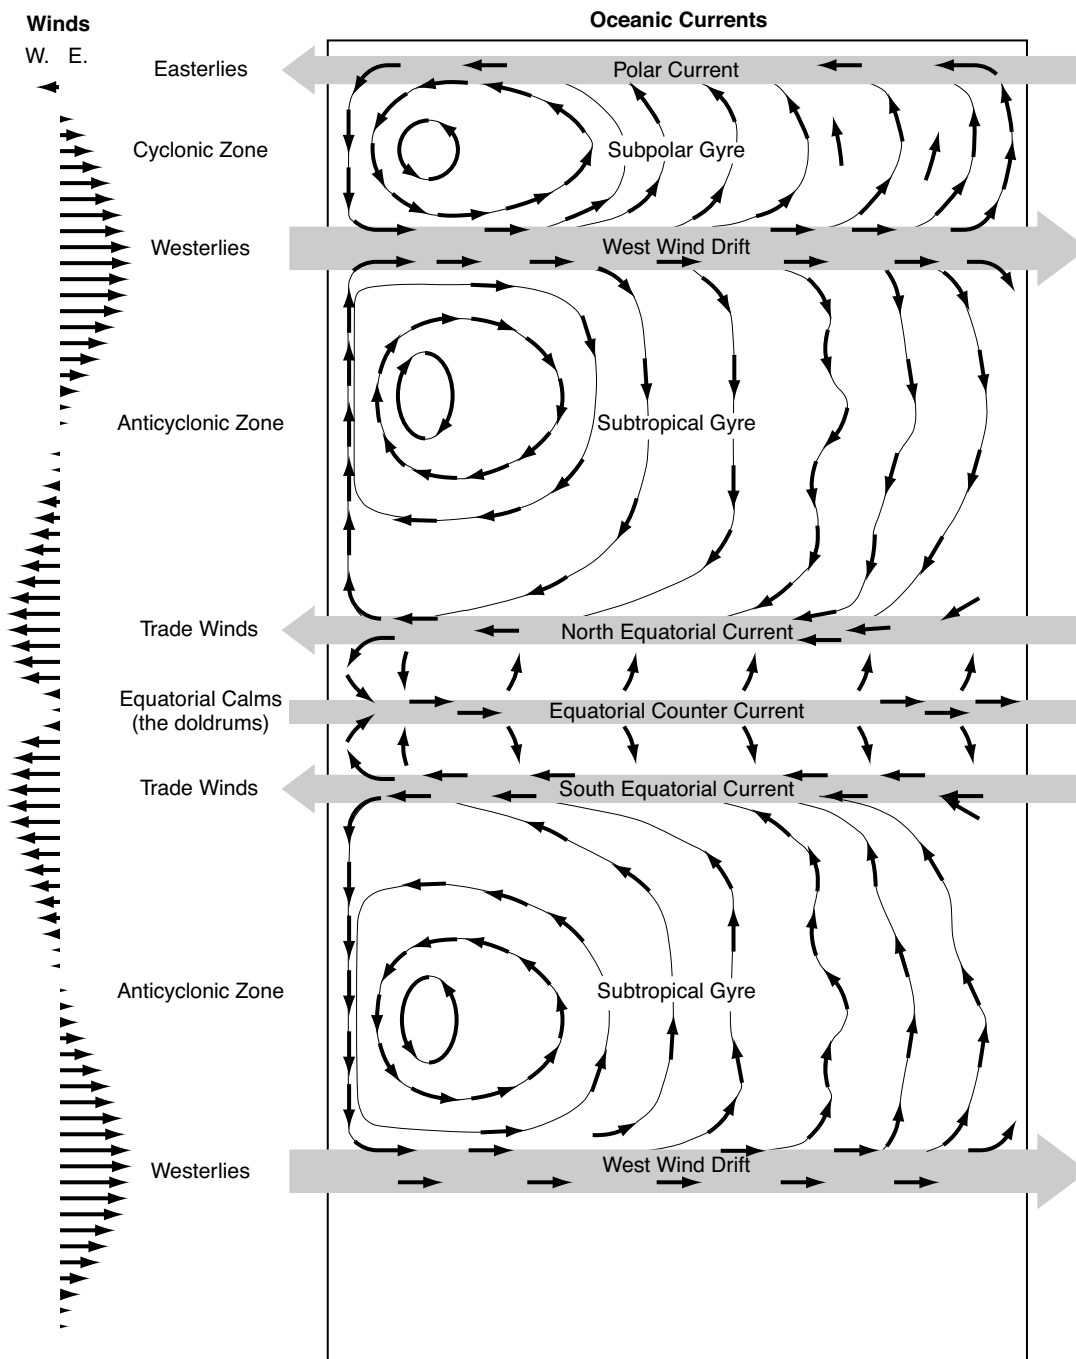 Winds
W. E.
Oceanic Currents
Easterlies
Polar Current
Cyclonic Zone
Subpolar Gyre
Westerlies
West Wind Drift
Anticyclonic Zone
Subtropical Gyre
Trade Winds
North Equatorial Current
Equatorial Calms
(the doldrums)
Equatorial Counter Current
Trade Winds
South Equatorial Current
Anticyclonic Zone
Subtropical Gyre
Westerlies
West Wind Drift